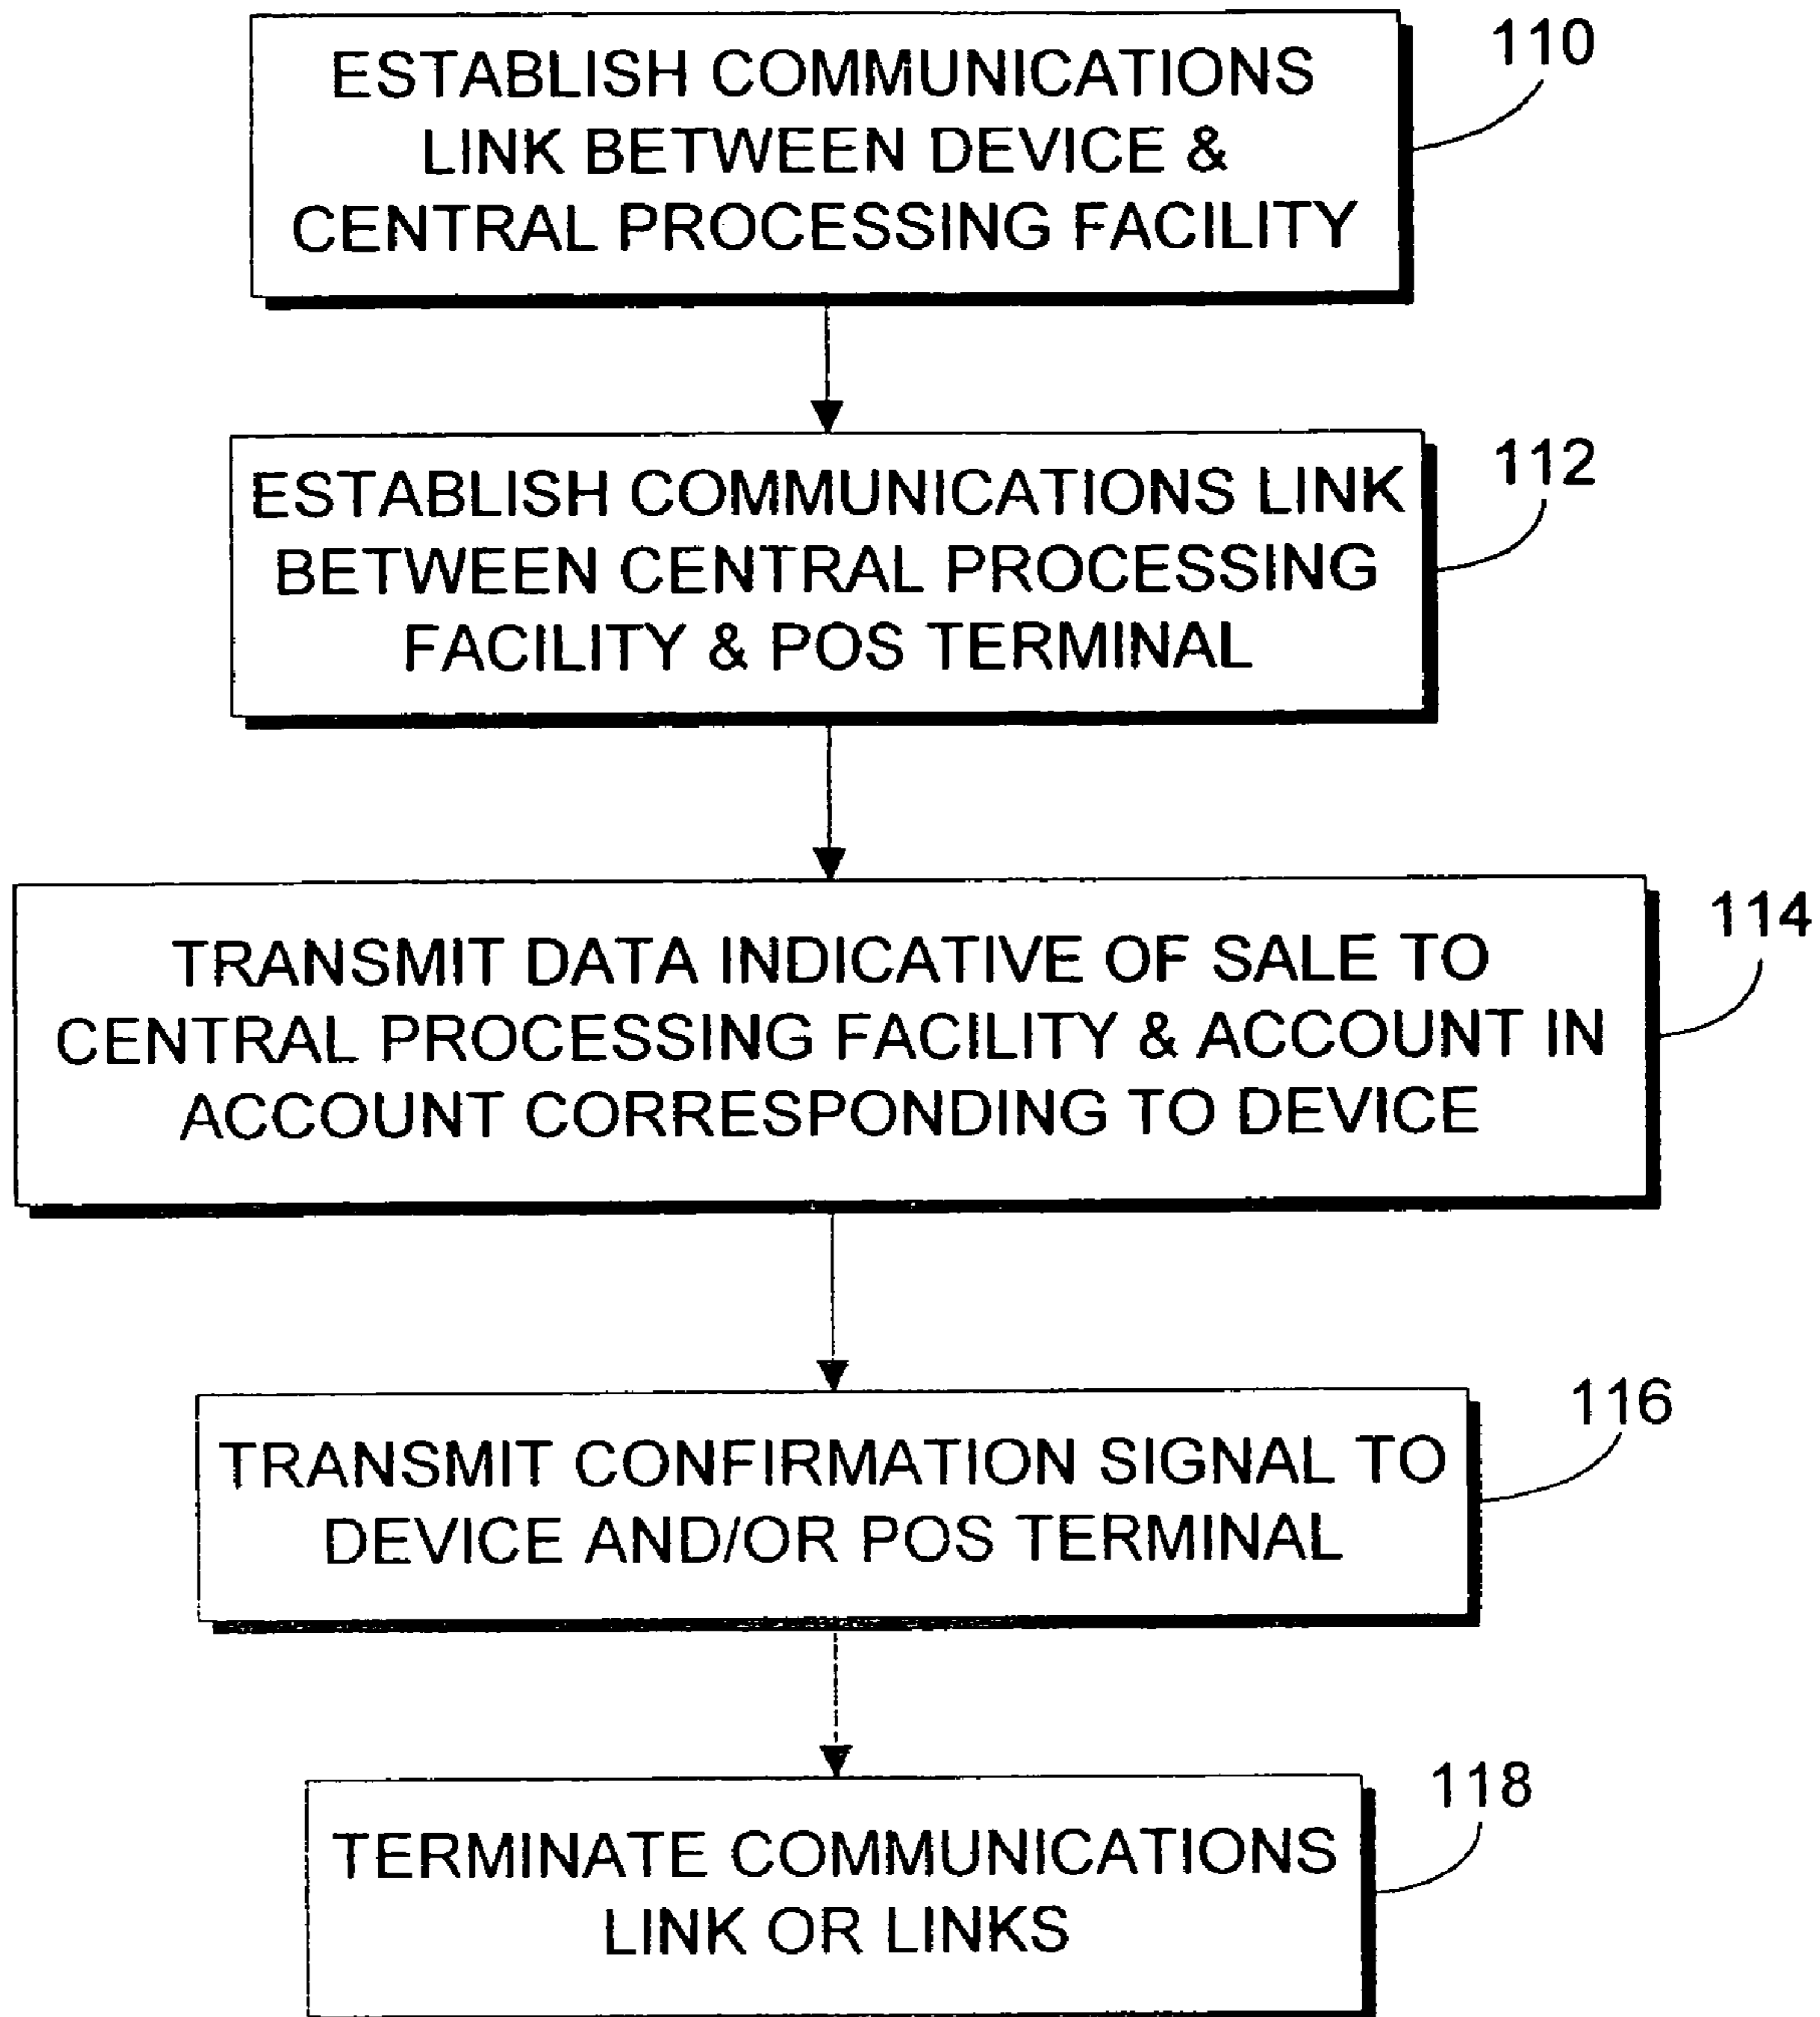 ESTABLISH COMMUNICATIONS
LINK BETWEEN DEVICE &
CENTRAL PROCESSING FACILITY
110
ESTABLISH COMMUNICATIONS LINK
BETWEEN CENTRAL PROCESSING
FACILITY & POS TERMINAL
112
TRANSMIT DATA INDICATIVE OF SALE TO
CENTRAL PROCESSING FACILITY & ACCOUNT IN
ACCOUNT CORRESPONDING TO DEVICE
114
TRANSMIT CONFIRMATION SIGNAL TO
DEVICE AND/OR POS TERMINAL
116
TERMINATE COMMUNICATIONS
LINK OR LINKS
118